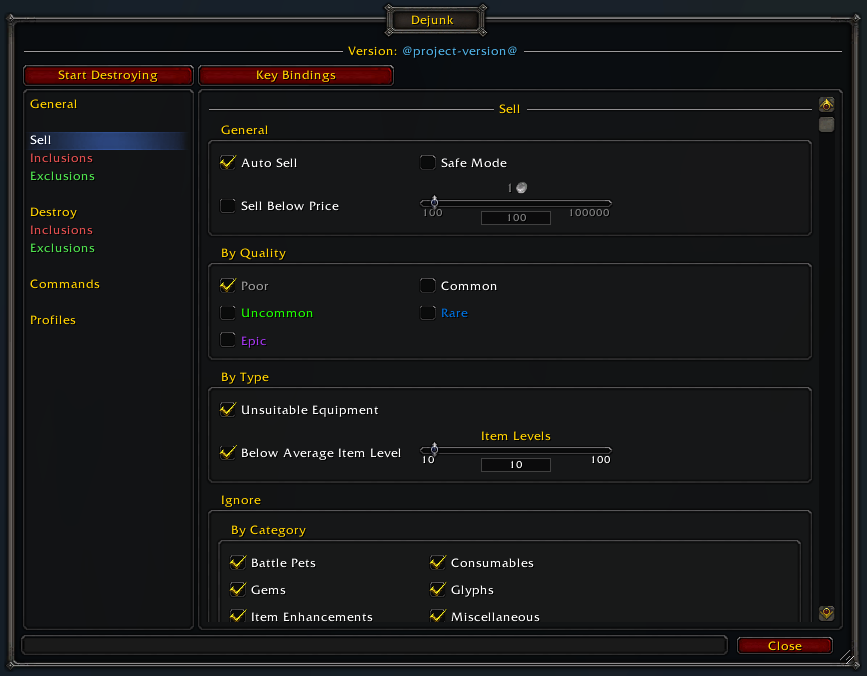 Dejunk
Version: @project-version@
Start Destroying
Key Bindings
General
Sell
Inclusions
Exclusions
Destroy
Inclusions
Exclusions
Commands
Profiles
Sell
General
Auto Sell
Safe Mode
Sell Below Price
1
100
100
100000
By Quality
Poor
Common
Uncommon
Rare
Epic
By Type
Unsuitable Equipment
Below Average Item Level
Item Levels
10
10
100
Ignore
By Category
Battle Pets
Consumables
Gems
Glyphs
Item Enhancements
Miscellaneous
Close